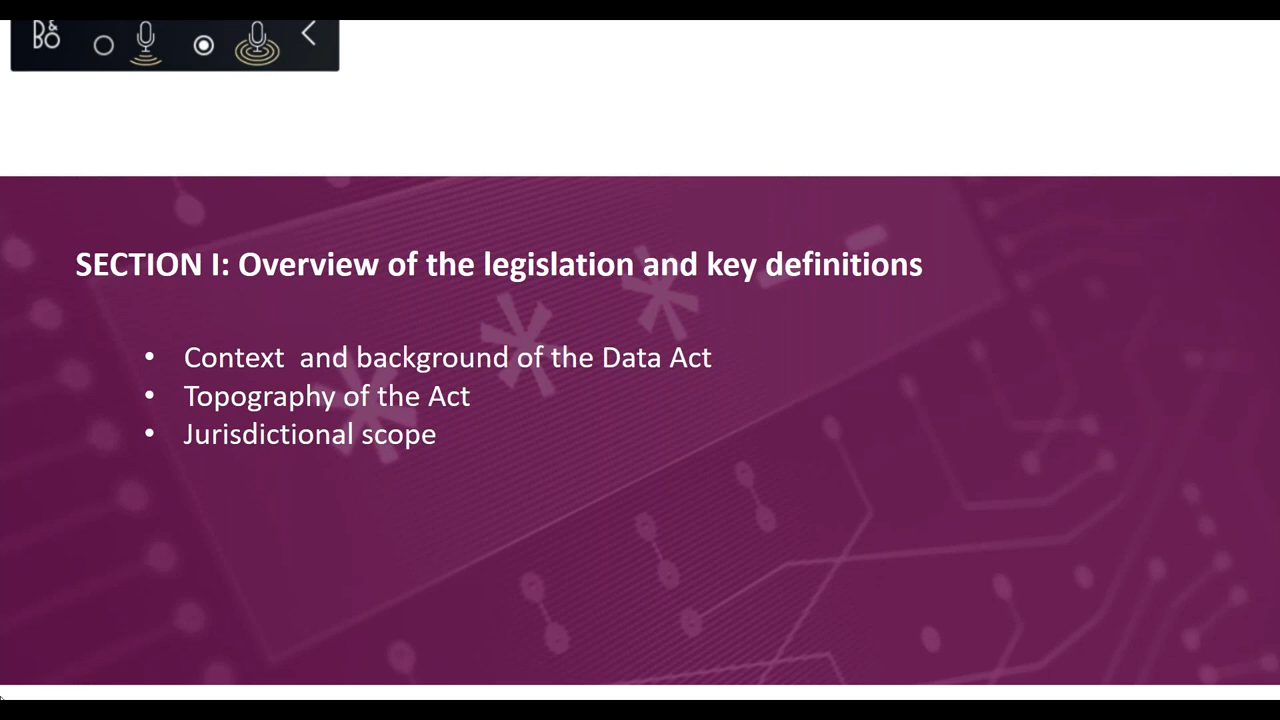 B&O
SECTION I: Overview of the legislation and key definitions
• Context  and background of the Data Act
• Topography of the Act
• Jurisdictional scope